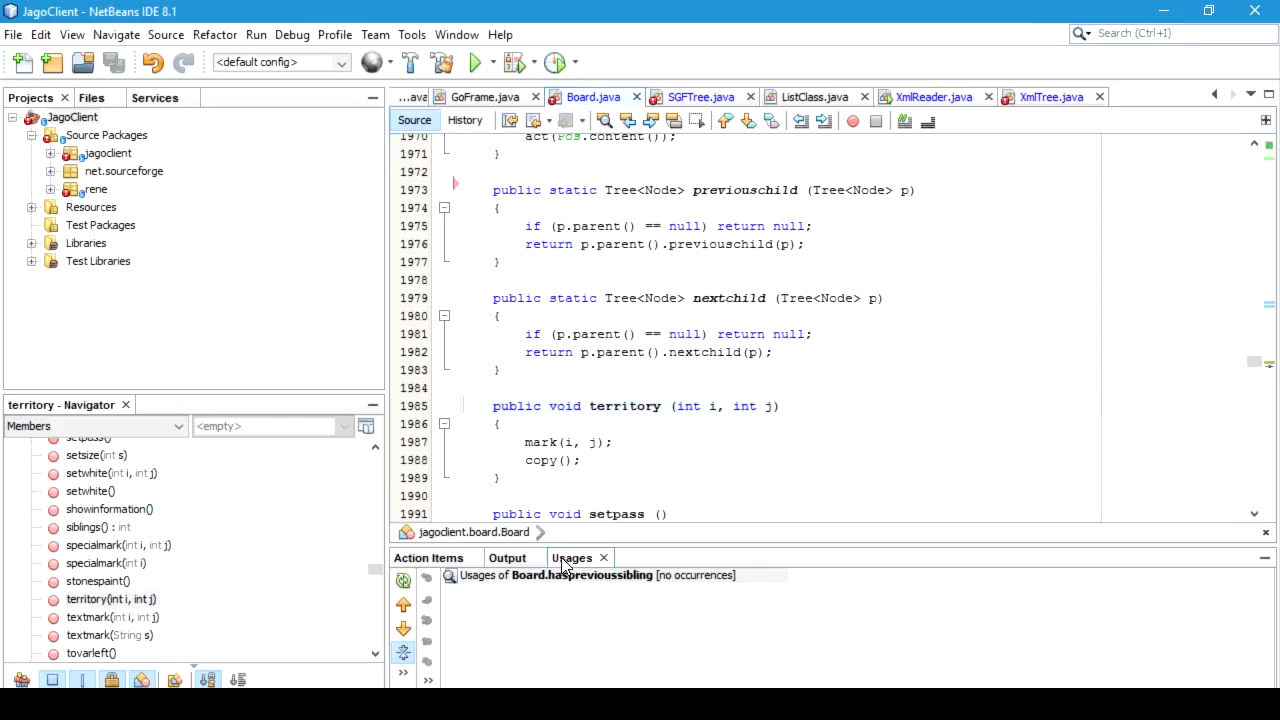 JagoClient - NetBeans IDE 8.1
File Edit View Navigate Source Refactor Run Debug Profile Team Tools Window Help
Search (Ctrl+I)
<default config>
Projects Files Services
JagoClient
Source Packages
jagoclient
net.sourceforge
rene
Resources
Test Packages
Libraries
Test Libraries
territory - Navigator
Members <empty>
setpass()
setsize(int s)
setwhite(int i, int j)
setwhite()
showinformation()
siblings() : int
specialmark(int i, int j)
specialmark(int i)
stonespaint()
territory(int i, int j)
textmark(int i, int j)
textmark(String s)
tovarleft()
...ava GoFrame.java Board.java SGFTree.java ListClass.java XmlReader.java XmlTree.java
Source History
1970 act(Pos.content());
1971 }
1972
1973 public static Tree<Node> previouschild (Tree<Node> p)
1974 {
1975 if (p.parent() == null) return null;
1976 return p.parent().previouschild(p);
1977 }
1978
1979 public static Tree<Node> nextchild (Tree<Node> p)
1980 {
1981 if (p.parent() == null) return null;
1982 return p.parent().nextchild(p);
1983 }
1984
1985 public void territory (int i, int j)
1986 {
1987 mark(i, j);
1988 copy();
1989 }
1990
1991 public void setpass ()
jagoclient.board.Board
Action Items Output Usages
Usages of Board.hasprevioussibling [no occurrences]